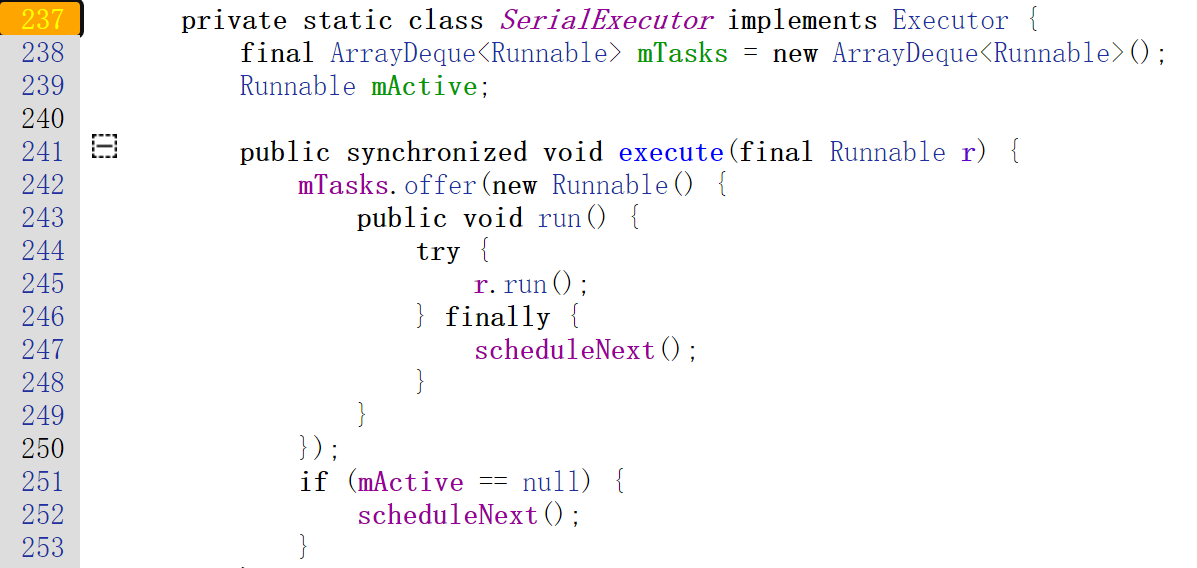 237 private static class SerialExecutor implements Executor {
238 final ArrayDeque<Runnable> mTasks = new ArrayDeque<Runnable>();
239 Runnable mActive;
240
241 public synchronized void execute(final Runnable r) {
242 mTasks.offer(new Runnable() {
243 public void run() {
244 try {
245 r.run();
246 } finally {
247 scheduleNext();
248 }
249 }
250 });
251 if (mActive == null) {
252 scheduleNext();
253 }